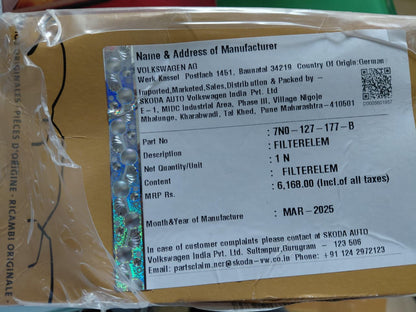 Name & Address of Manufacturer
VOLKSWAGEN AG
Werk Kassel Postfach 1451, Baunatal 34219 Country Of Origin:German
Imported,Marketed,Sales,Distribution & Packed by -
SKODA AUTO Volkswagen India Pvt. Ltd
E-1, MIDC Industrial Area, Phase III, Village Nigoje
Mhalunge, Kharabwadi, Tal Khed, Pune Maharashtra-410501
Part No : 7N0-127-177-B
Description : FILTERELEM
Net Quantity/Unit : 1 N
Content : FILTERELEM
MRP Rs. : 6,168.00 (Incl.of all taxes)
Month&Year of Manufacture : MAR-2025
In case of customer complaints please contact at SKODA AUTO
Volkswagen India Pvt. Ltd. Sultanpur,Gurugram - 123 506
Email: partsclaim_ncr@skoda-vw.co.in Phone: +91 124 2972123
ORIGINALES | PIÈCES D'ORIGINE · RICAMBI ORIGINALI